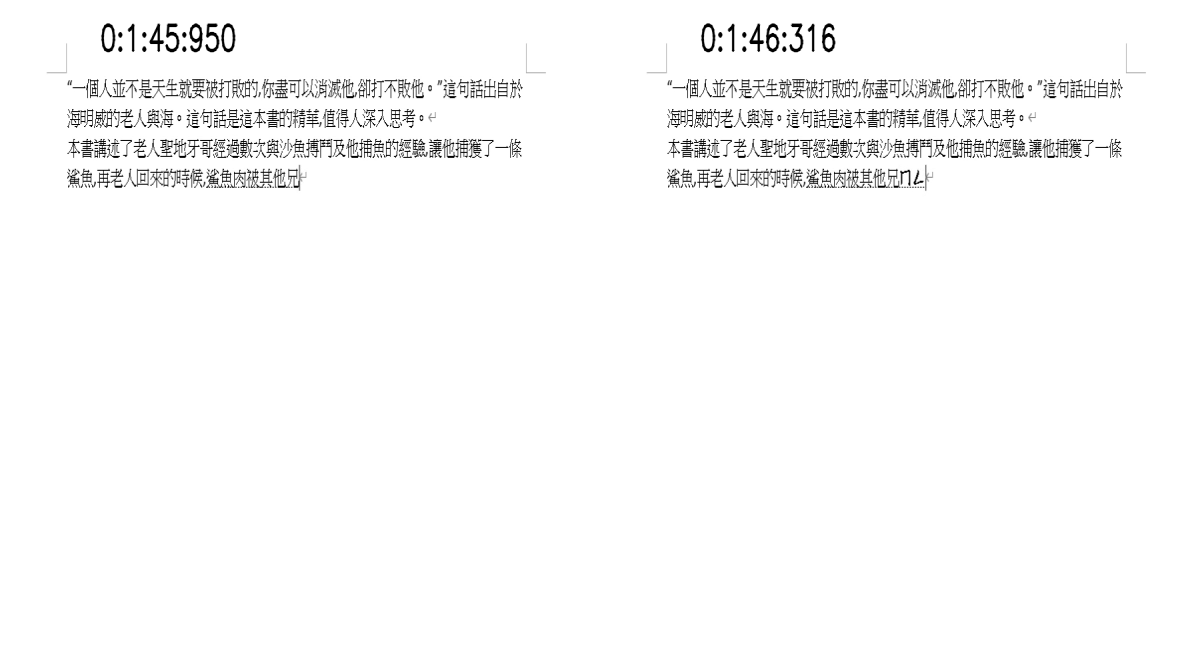 0:1:45:950
“一個人並不是天生就要被打敗的,你盡可以消滅他,卻打不敗他。”這句話出自於
海明威的老人與海。這句話是這本書的精華,值得人深入思考。
本書講述了老人聖地牙哥經過數次與沙魚搏鬥及他捕魚的經驗,讓他捕獲了一條
鯊魚,再老人回來的時候,鯊魚肉被其他兄
0:1:46:316
“一個人並不是天生就要被打敗的,你盡可以消滅他,卻打不敗他。”這句話出自於
海明威的老人與海。這句話是這本書的精華,值得人深入思考。
本書講述了老人聖地牙哥經過數次與沙魚搏鬥及他捕魚的經驗,讓他捕獲了一條
鯊魚,再老人回來的時候,鯊魚肉被其他兄ㄇㄥ